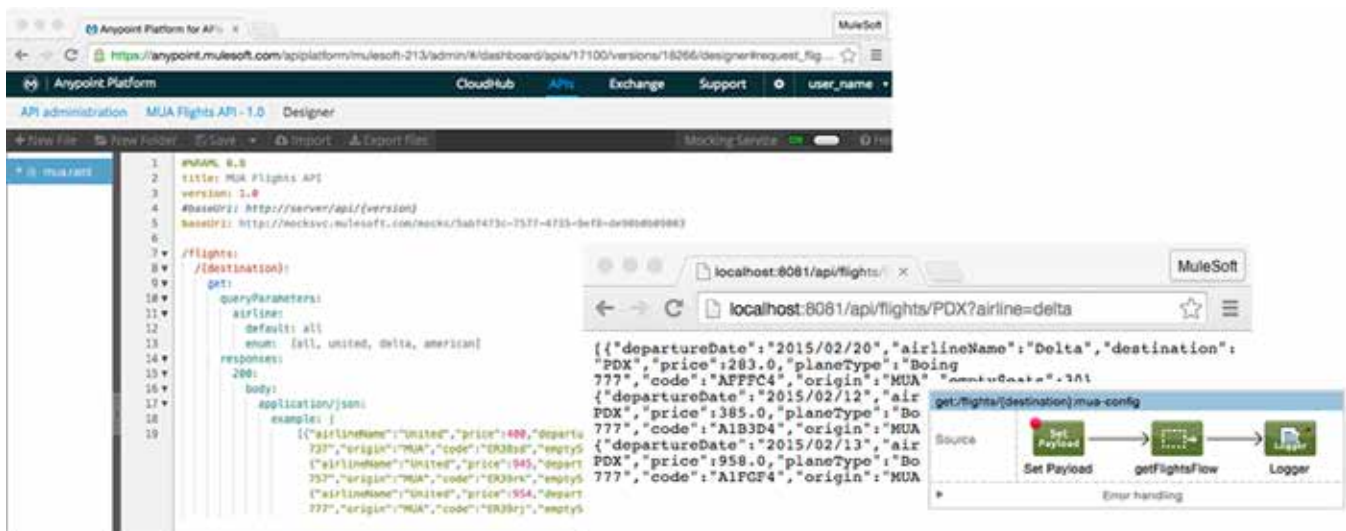 Anypoint Platform for APIs
MuleSoft
https://anypoint.mulesoft.com/apiplatform/mulesoft-213/admin/#/dashboard/apis/17100/versions/18266/designer#request_flig...
Anypoint Platform CloudHub APIs Exchange Support user_name
API administration MUA Flights API - 1.0 Designer
+ New File New Folder Save Import Export files Mocking Service
mua.raml
1 #%RAML 0.8
2 title: MUA Flights API
3 version: 1.0
4 #baseUri: http://server/api/{version}
5 baseUri:
6
7 /flights:
8 /{destination}:
9 get:
10 queryParameters:
11 airline:
12 default: all
13 enum: [all, united, delta, american]
14 responses:
15 200:
16 body:
17 application/json:
18 example: |
19 [{"airlineName":"United","price":400,"departu
737","origin":"MUA","code":"ER38sd","emptyS
{"airlineName":"United","price":945,"depart
757","origin":"MUA","code":"ER39rk","emptyS
{"airlineName":"United","price":954,"depart
777","origin":"MUA","code":"ER39rj","emptyS
localhost:8081/api/flights/
MuleSoft
localhost:8081/api/flights/PDX?airline=delta
[{"departureDate":"2015/02/20","airlineName":"Delta","destination":
"PDX","price":283.0,"planeType":"Boing
777","code":"AFFFC4","origin":"MUA","emptySeats":30},
{"departureDate":"2015/02/12","air
PDX","price":385.0,"planeType":"Bo
777","code":"A1B3D4","origin":"MUA
{"departureDate":"2015/02/13","air
PDX","price":958.0,"planeType":"Bo
777","code":"A1FGF4","origin":"MUA
get:/flights/{destination}:mua-config
Source
Set Payload
Logger
Set Payload getFlightsFlow Logger
Error handling